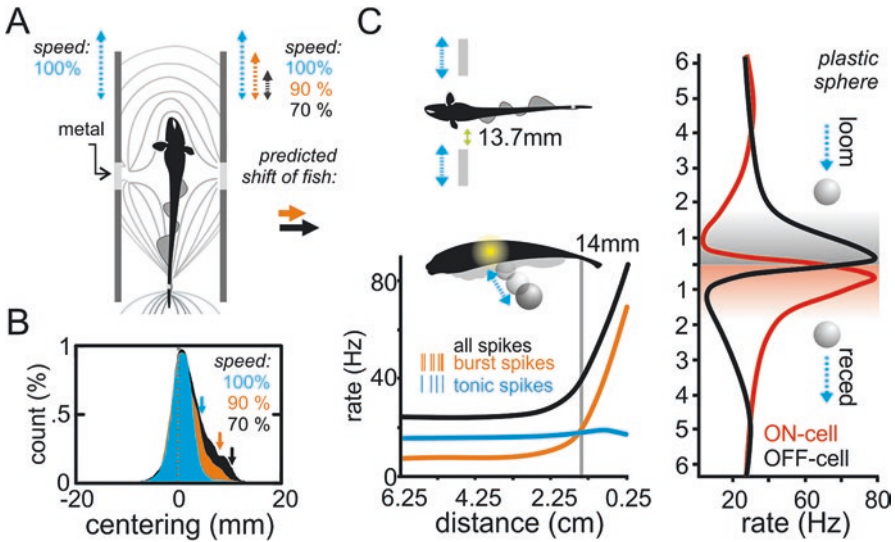 A
speed:
100%
speed:
100%
90 %
70 %
metal
predicted
shift of fish:
B
speed:
100%
90 %
70 %
count (%)
1
.5
0
-20
0
20
centering (mm)
C
13.7mm
14mm
80
40
0
rate (Hz)
all spikes
burst spikes
tonic spikes
6.25
4.25
2.25
0.25
distance (cm)
plastic
sphere
loom
reced
6
5
4
3
2
1
1
2
3
4
5
6
ON-cell
OFF-cell
20
40
60
80
rate (Hz)